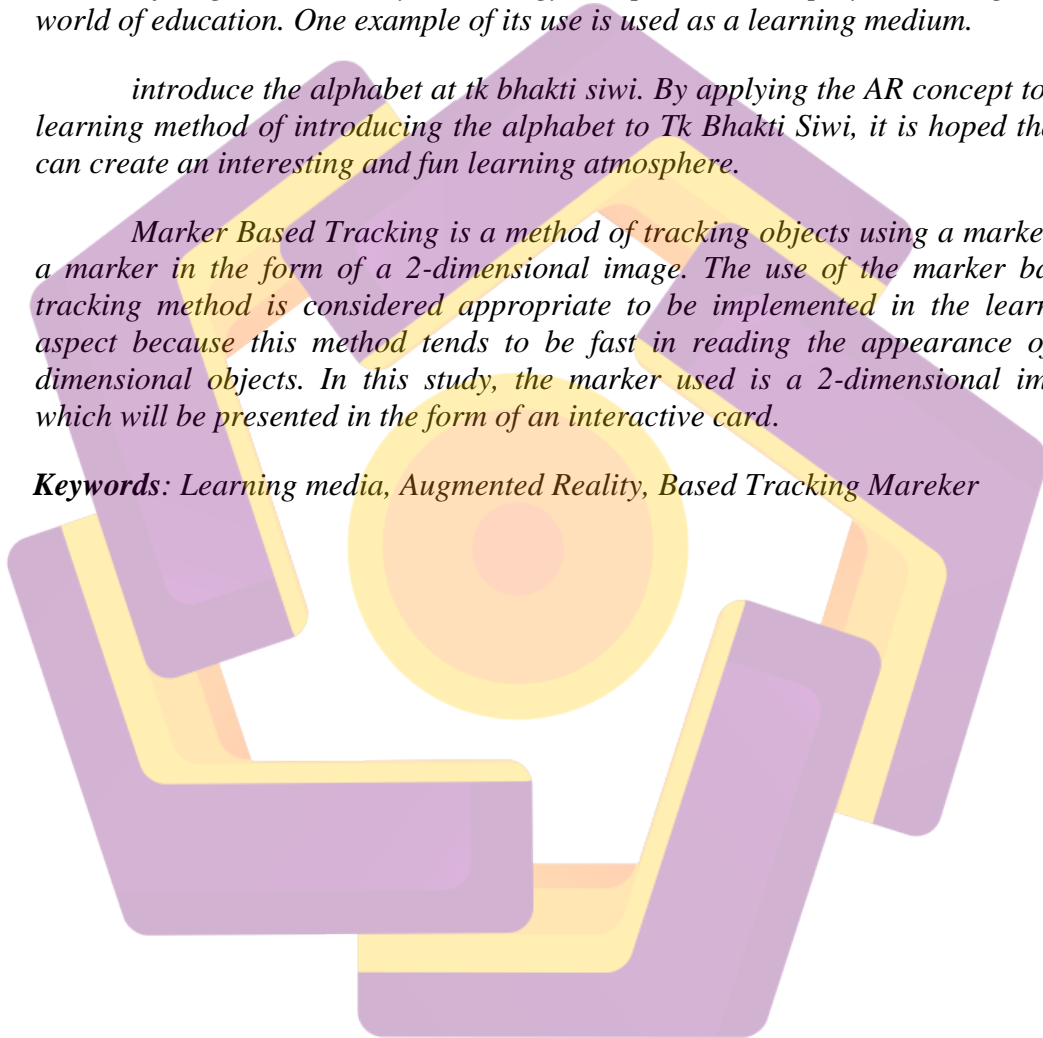 world of education. One example of its use is used as a learning medium.
introduce the alphabet at tk bhakti siwi. By applying the AR concept to
learning method of introducing the alphabet to Tk Bhakti Siwi, it is hoped
can create an interesting and fun learning atmosphere.
Marker Based Tracking is a method of tracking objects using a
a marker in the form of a 2-dimensional image. The use of the marker
tracking method is considered appropriate to be implemented in the
aspect because this method tends to be fast in reading the appearance
dimensional objects. In this study, the marker used is a 2-dimensional
which will be presented in the form of an interactive card.
Keywords: Learning media, Augmented Reality, Based Tracking Mareker